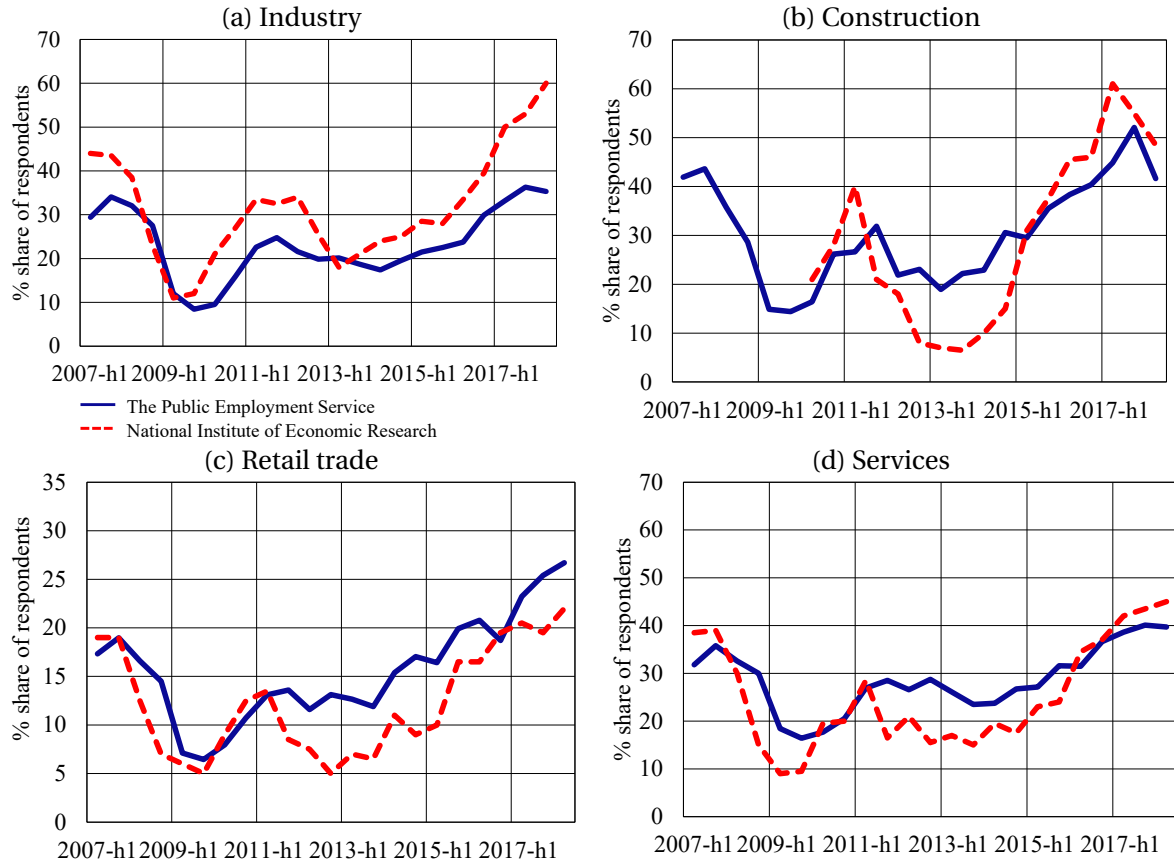 (a) Industry
% share of respondents
70
60
50
40
30
20
10
0
2007-h1 2009-h1 2011-h1 2013-h1 2015-h1 2017-h1
The Public Employment Service
National Institute of Economic Research
(b) Construction
% share of respondents
70
60
50
40
30
20
10
0
2007-h1 2009-h1 2011-h1 2013-h1 2015-h1 2017-h1
(c) Retail trade
% share of respondents
35
30
25
20
15
10
5
0
2007-h1 2009-h1 2011-h1 2013-h1 2015-h1 2017-h1
(d) Services
% share of respondents
70
60
50
40
30
20
10
0
2007-h1 2009-h1 2011-h1 2013-h1 2015-h1 2017-h1